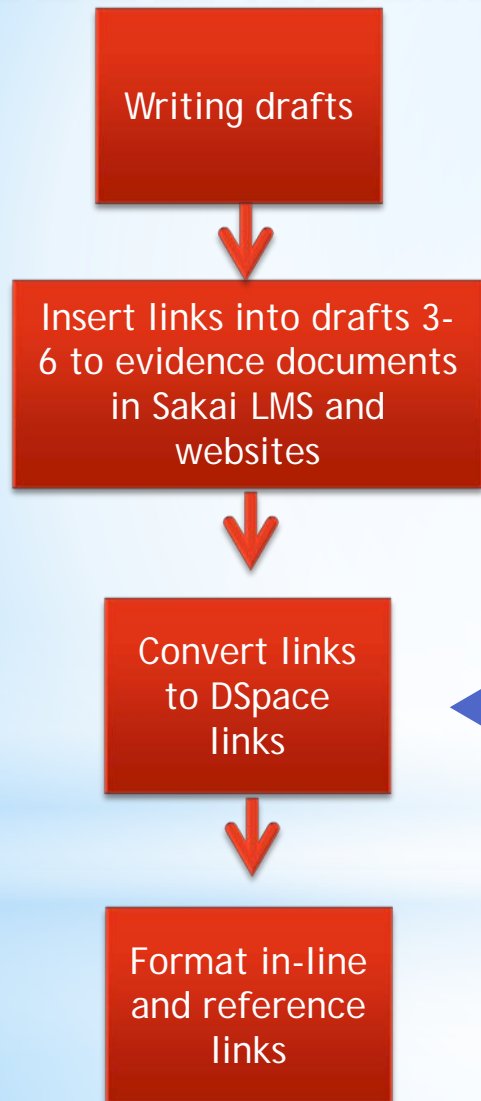 Writing drafts
Insert links into drafts 3-
6 to evidence documents
in Sakai LMS and
websites
Convert links
to DSpace
links
Format in-line
and reference
links